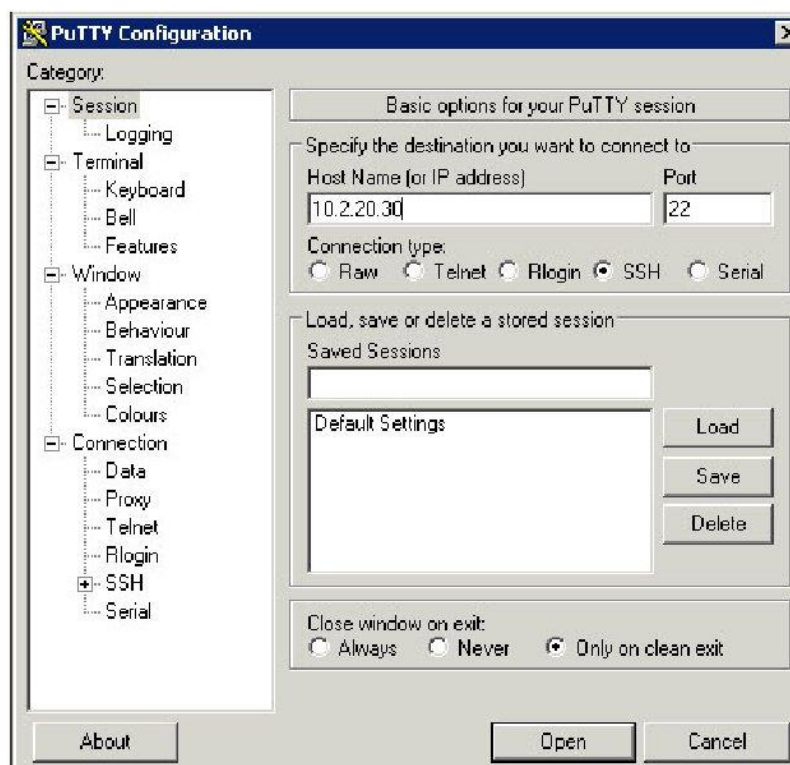 PuTTY Configuration
Category:
Session
Logging
Terminal
Keyboard
Bell
Features
Window
Appearance
Behaviour
Translation
Selection
Colours
Connection
Data
Proxy
Telnet
Rlogin
SSH
Serial
Basic options for your PuTTY session
Specify the destination you want to connect to
Host Name (or IP address) Port
10.2.20.30 22
Connection type:
Raw Telnet Rlogin SSH Serial
Load, save or delete a stored session
Saved Sessions
Default Settings
Load
Save
Delete
Close window on exit:
Always Never Only on clean exit
About Open Cancel